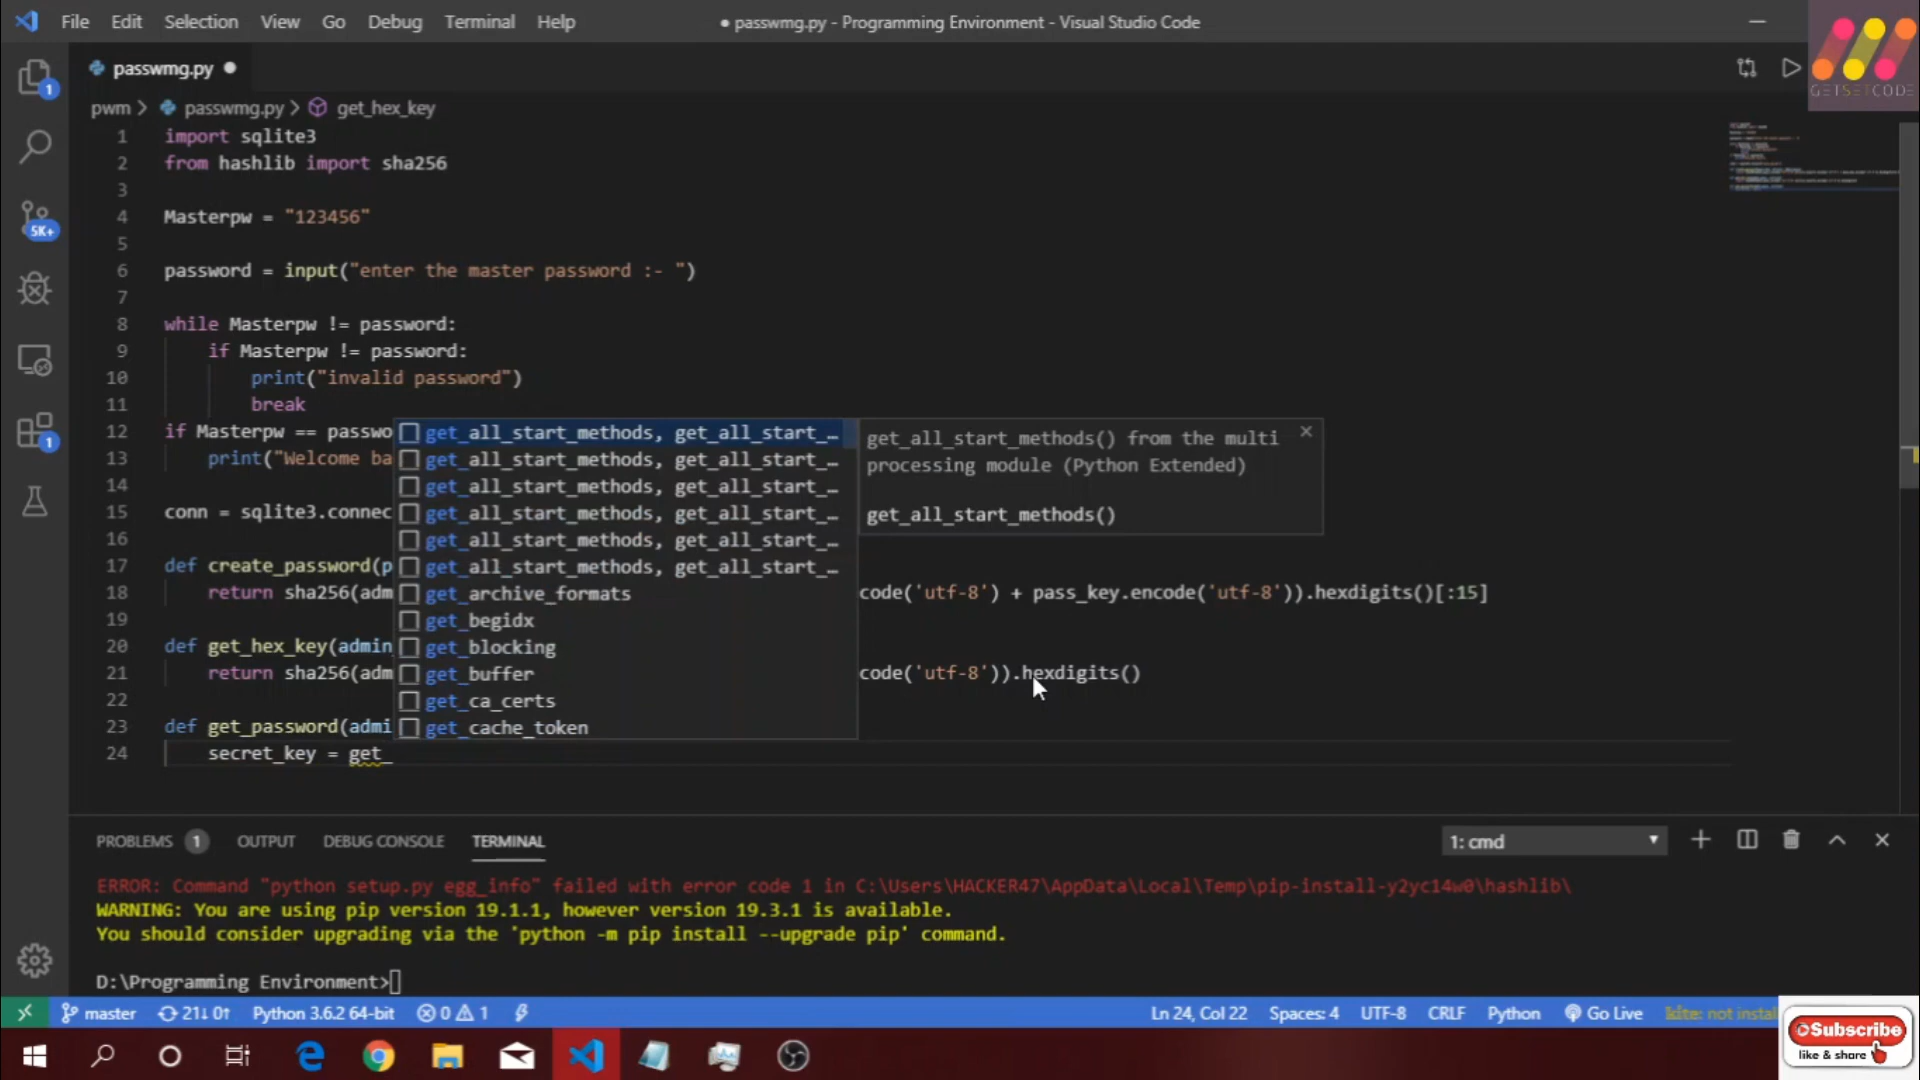 File Edit Selection View Go Debug Terminal Help
● passwmg.py - Programming Environment - Visual Studio Code
GETSETCODE
1
passwmg.py ●
pwm > passwmg.py > get_hex_key
5K+
1
1 import sqlite3
2 from hashlib import sha256
3
4 Masterpw = "123456"
5
6 password = input("enter the master password :- ")
7
8 while Masterpw != password:
9 if Masterpw != password:
10 print("invalid password")
11 break
12 if Masterpw == passwo
13 print("Welcome ba
14
15 conn = sqlite3.connec
16
17 def create_password(p
18 return sha256(adm code('utf-8') + pass_key.encode('utf-8')).hexdigits()[:15]
19
20 def get_hex_key(admin
21 return sha256(adm code('utf-8')).hexdigits()
22
23 def get_password(admi
24 secret_key = get_
get_all_start_methods, get_all_start_…
get_all_start_methods, get_all_start_…
get_all_start_methods, get_all_start_…
get_all_start_methods, get_all_start_…
get_all_start_methods, get_all_start_…
get_all_start_methods, get_all_start_…
get_archive_formats
get_begidx
get_blocking
get_buffer
get_ca_certs
get_cache_token
get_all_start_methods() from the multi
processing module (Python Extended)
get_all_start_methods()
PROBLEMS 1 OUTPUT DEBUG CONSOLE TERMINAL 1: cmd
ERROR: Command "python setup.py egg_info" failed with error code 1 in C:\Users\HACKER47\AppData\Local\Temp\pip-install-y2yc14w0\hashlib\
WARNING: You are using pip version 19.1.1, however version 19.3.1 is available.
You should consider upgrading via the 'python -m pip install --upgrade pip' command.
D:\Programming Environment>
master 21↓ 0↑ Python 3.6.2 64-bit 0 1 Ln 24, Col 22 Spaces: 4 UTF-8 CRLF Python Go Live kite: not instal
Subscribe
like & share